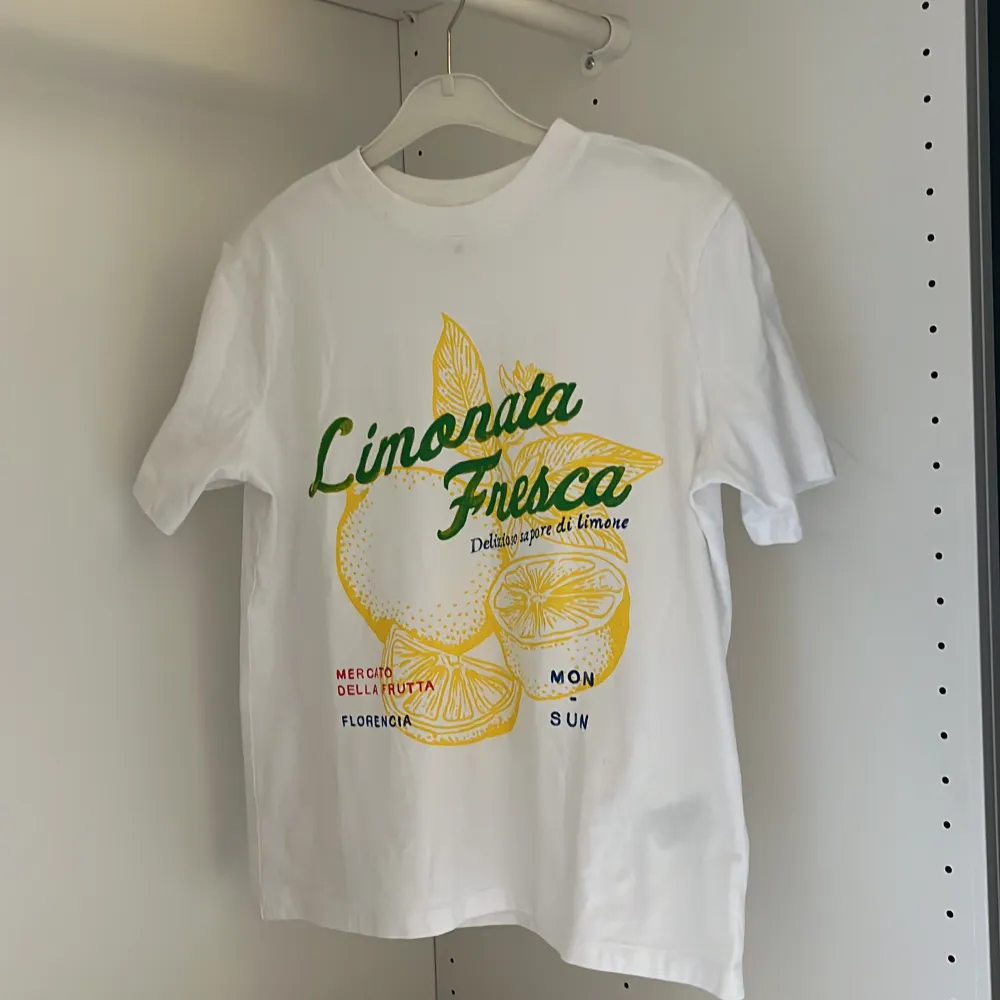 Limonata
Fresca
Delizioso sapore di limone
MERCATO
DELLA FRUTTA
FLORENCIA
MON
-
SUN